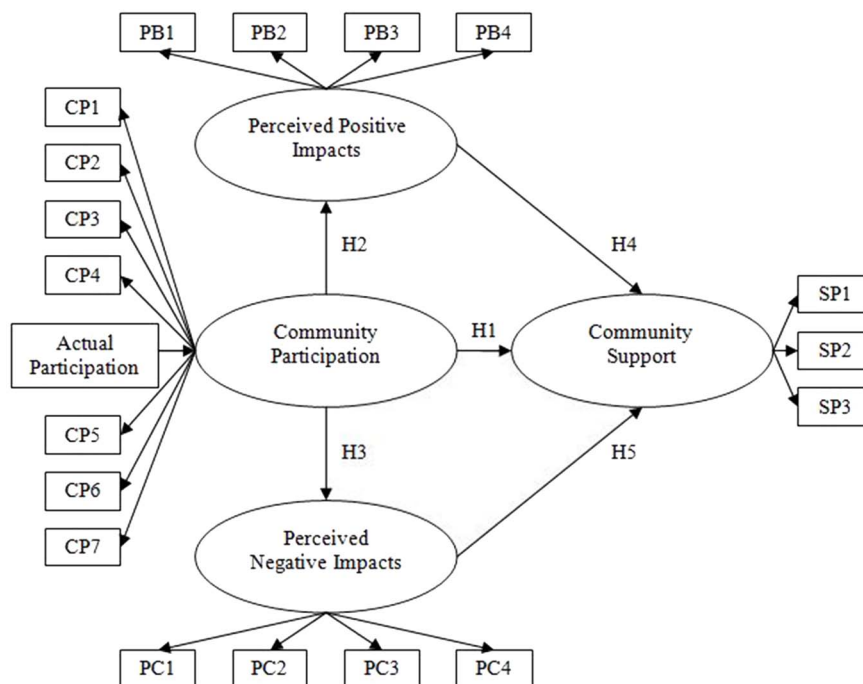 PB1
PB2
PB3
PB4
CP1
CP2
CP3
CP4
Actual
Participation
CP5
CP6
CP7
Perceived Positive
Impacts
H2
H4
Community
Participation
H1
Community
Support
SP1
SP2
SP3
H3
H5
Perceived
Negative Impacts
PC1
PC2
PC3
PC4